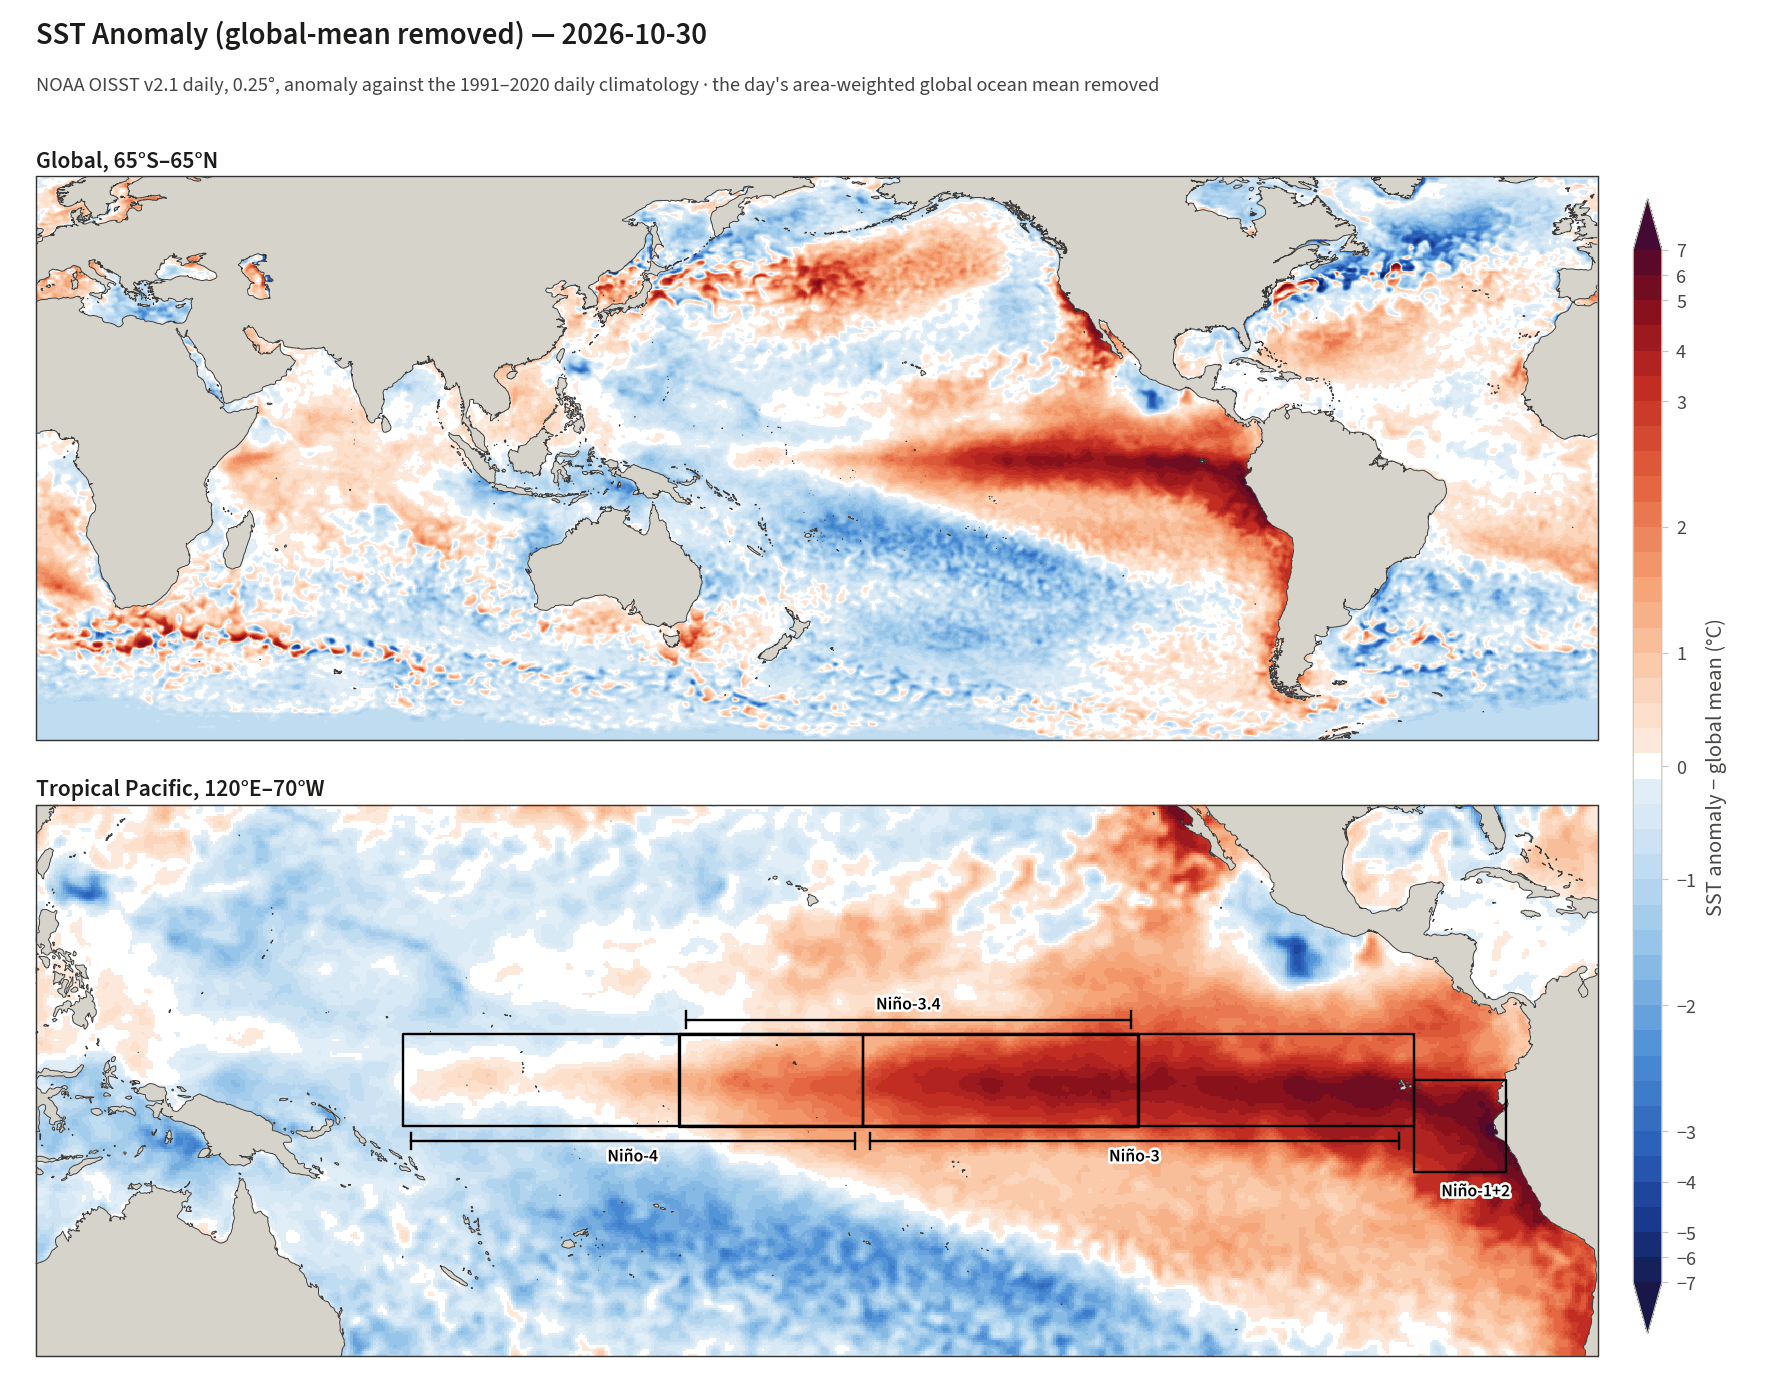 SST Anomaly (global-mean removed) — 2026-10-30
NOAA OISST v2.1 daily, 0.25°, anomaly against the 1991–2020 daily climatology · the day's area-weighted global ocean mean removed
Global, 65°S–65°N
7
6
5
4
3
2
1
0
−1
−2
−3
−4
−5
−6
−7
SST anomaly − global mean (°C)
Tropical Pacific, 120°E–70°W
Niño-3.4
Niño-4
Niño-3
Niño-1+2